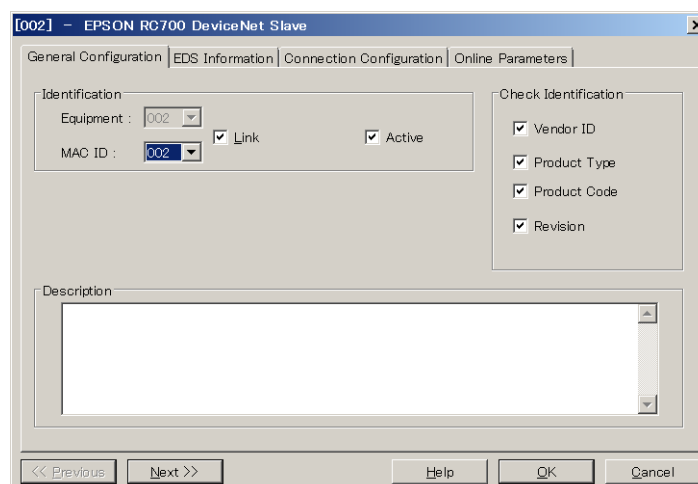 [002] - EPSON RC700 DeviceNet Slave
General Configuration EDS Information Connection Configuration Online Parameters
Identification
Equipment : 002
Link
Active
MAC ID : 002
Check Identification
Vendor ID
Product Type
Product Code
Revision
Description
<< Previous Next >> Help OK Cancel